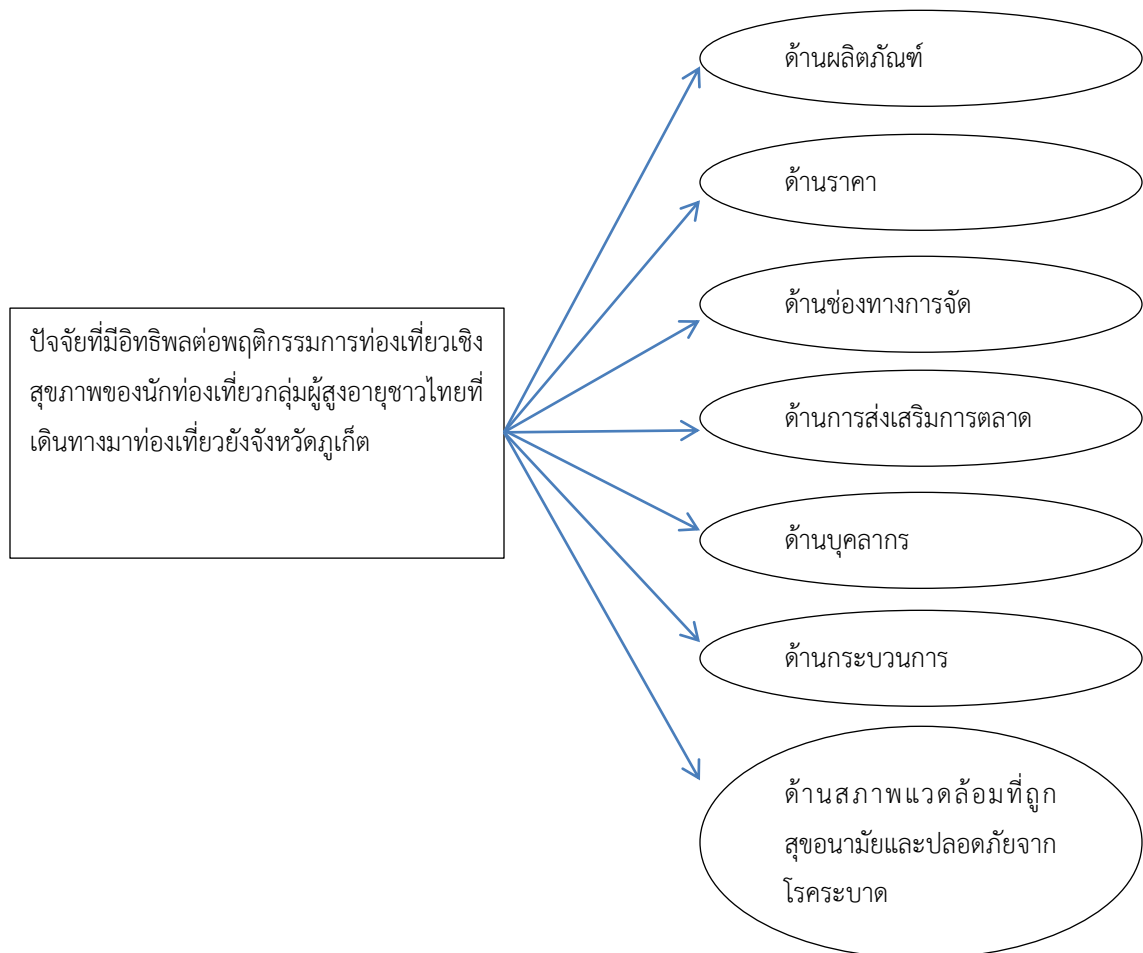 ด้านผลิตภัณฑ์
ด้านราคา
ด้านช่องทางการจัด
ปัจจัยที่มีอิทธิพลต่อพฤติกรรมการท่องเที่ยวเชิง
สุขภาพของนักท่องเที่ยวกลุ่มผู้สูงอายุชาวไทยที่
เดินทางมาท่องเที่ยวยังจังหวัดภูเก็ต
ด้านการส่งเสริมการตลาด
ด้านบุคลากร
ด้านกระบวนการ
ด้านสภาพแวดล้อมที่ถูก
สุขอนามัยและปลอดภัยจาก
โรคระบาด